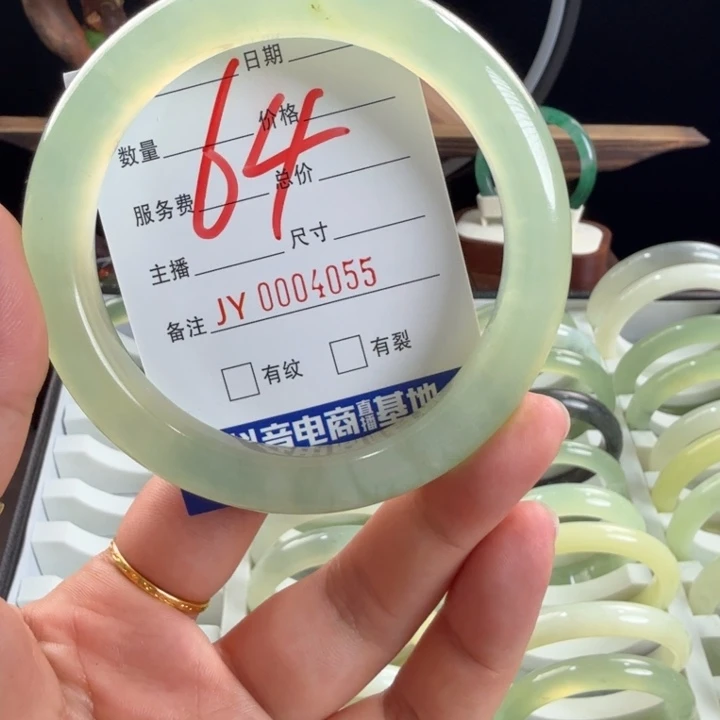 日期
64
数量 价格
服务费 总价
主播 尺寸
备注 JY 0004055
有纹 有裂
抖音电商直播基地